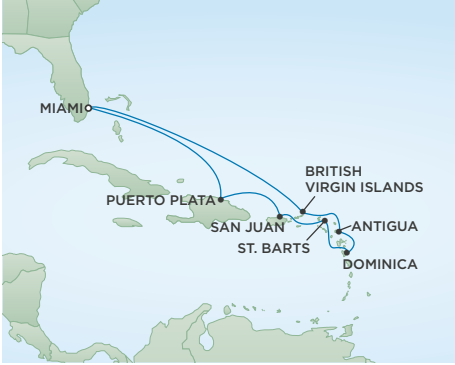 MIAMI
BRITISH
VIRGIN ISLANDS
PUERTO PLATA
SAN JUAN
ANTIGUA
ST. BARTS
DOMINICA